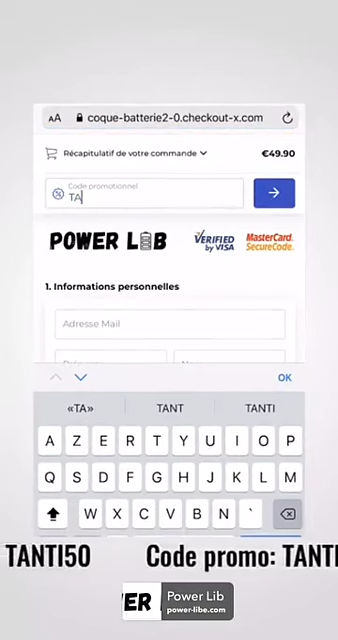 AA coque-batterie2-0.checkout-x.com
Récapitulatif de votre commande €49.90
Code promotionnel
TA
POWER LIB VERIFIED by VISA MasterCard. SecureCode.
1. Informations personnelles
Adresse Mail
OK
«TA» TANT TANTI
A Z E R T Y U I O P
Q S D F G H J K L M
W X C V B N `
TANTI50 Code promo: TANTI
ER Power Lib
power-libe.com